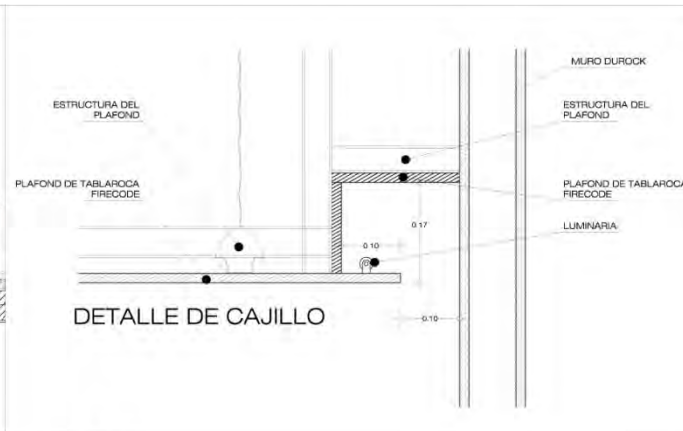 MURO DUROCK
ESTRUCTURA DEL
PLAFOND
ESTRUCTURA DEL
PLAFOND
PLAFOND DE TABLAROCA
FIRECODE
PLAFOND DE TABLAROCA
FIRECODE
0.17
LUMINARIA
0.10
DETALLE DE CAJILLO
0.10